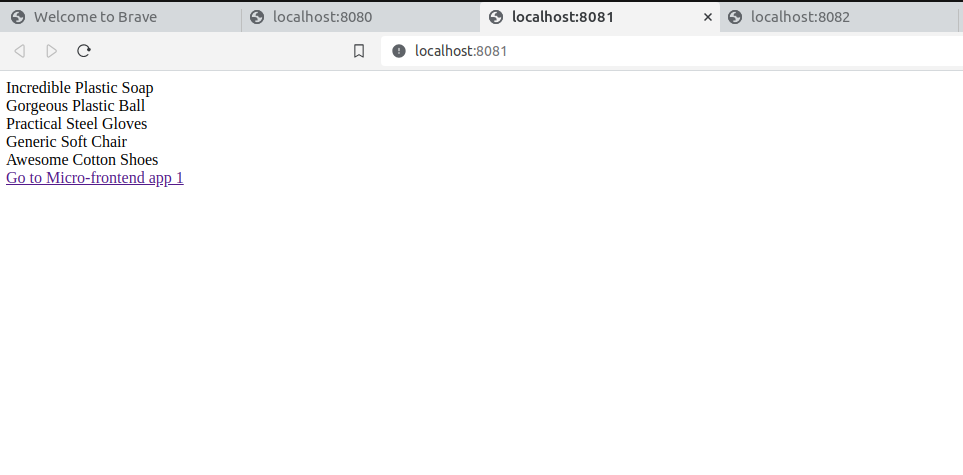 Welcome to Brave
localhost:8080
localhost:8081
localhost:8082
localhost:8081
Incredible Plastic Soap
Gorgeous Plastic Ball
Practical Steel Gloves
Generic Soft Chair
Awesome Cotton Shoes
Go to Micro-frontend app 1